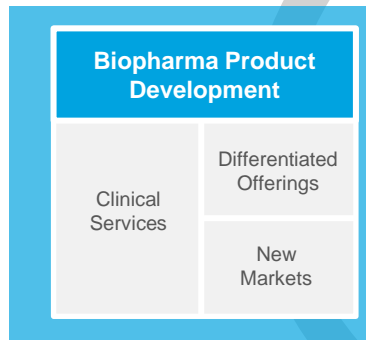 Biopharma Product
Development
Clinical
Services
Differentiated
Offerings
New
Markets